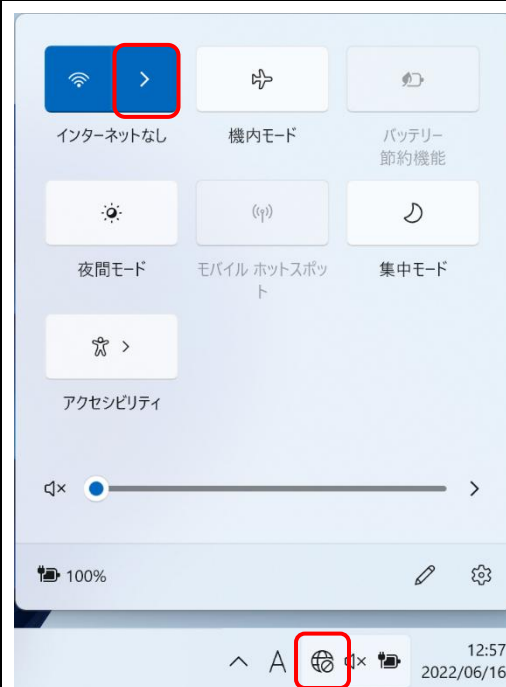 インターネットなし
機内モード
バッテリー
節約機能
夜間モード
モバイル ホットスポッ
ト
集中モード
アクセシビリティ
100%
A
12:57
2022/06/16